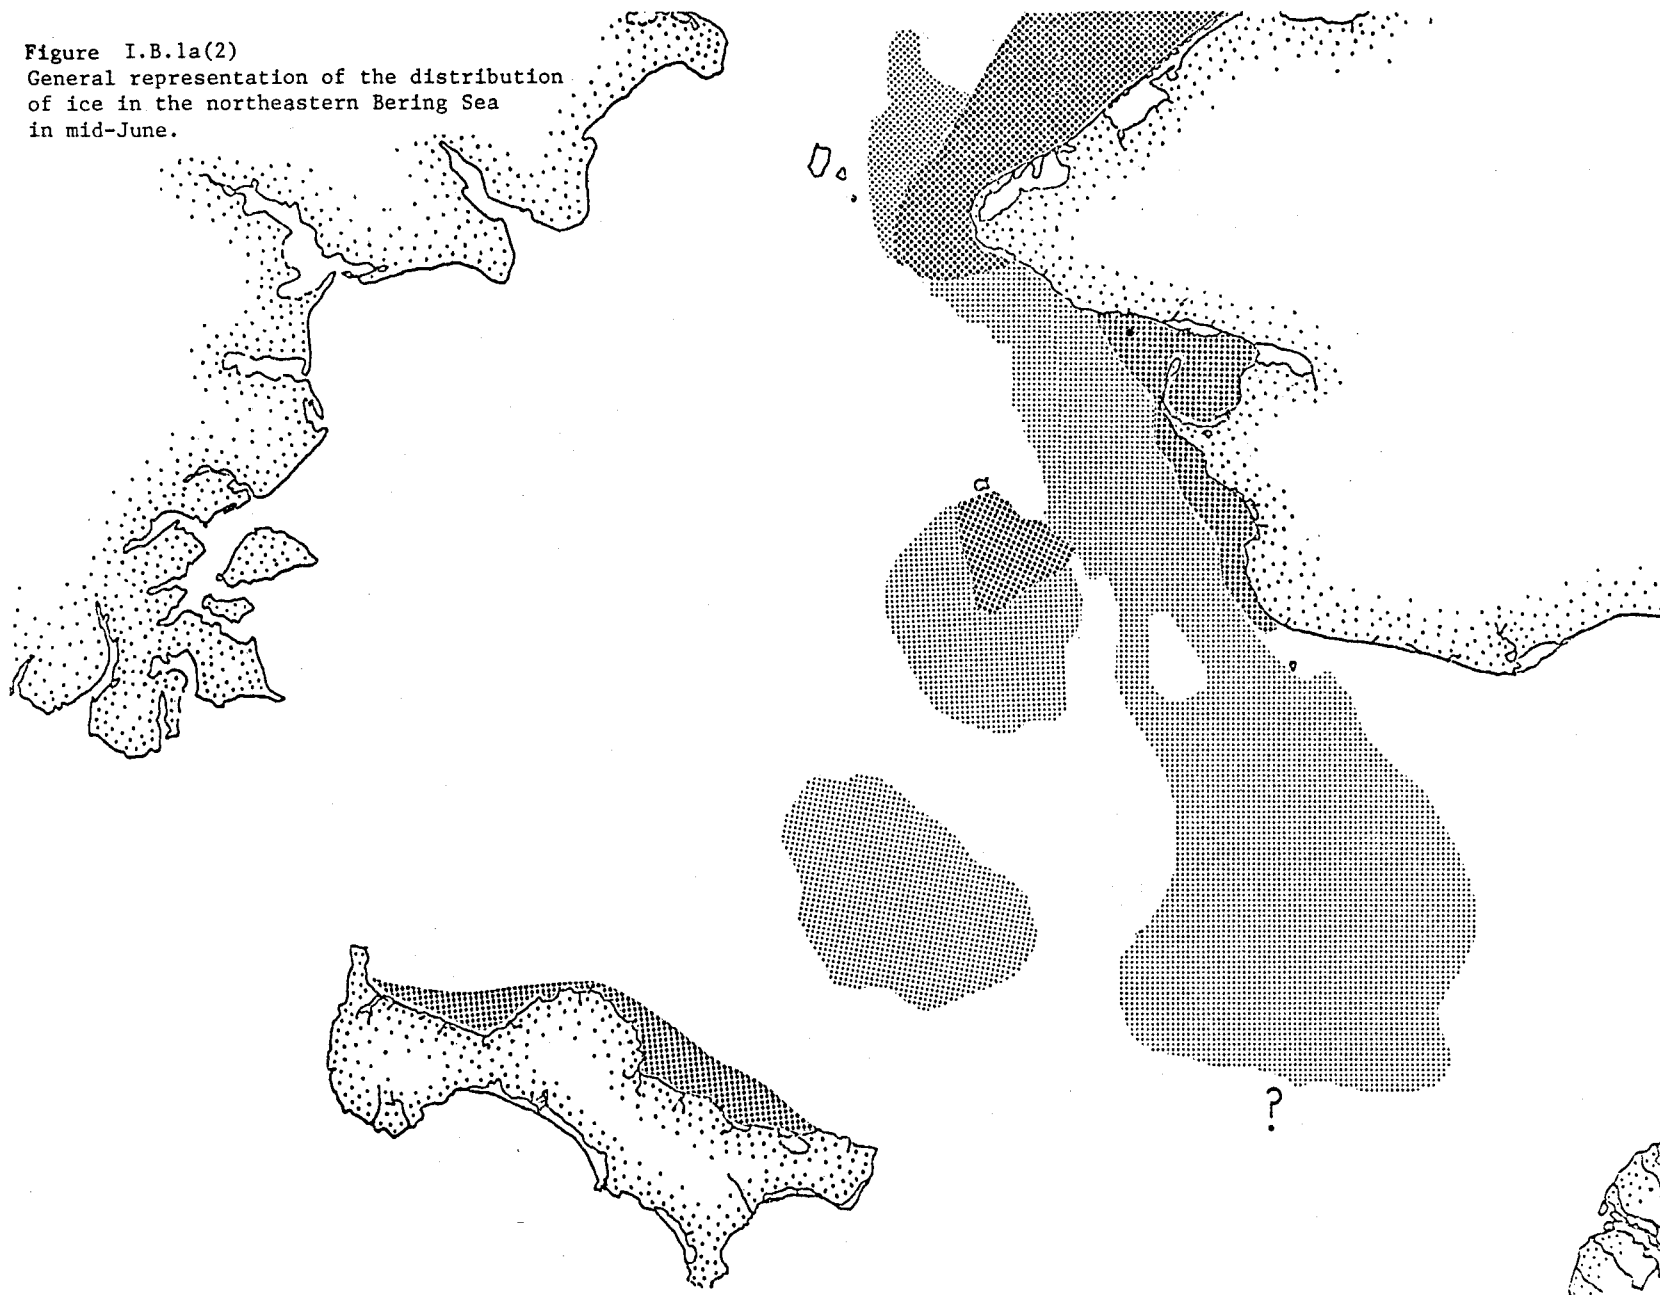 Figure I.B.1a(2)
General representation of the distribution
of ice in the northeastern Bering Sea
in mid-June.
?